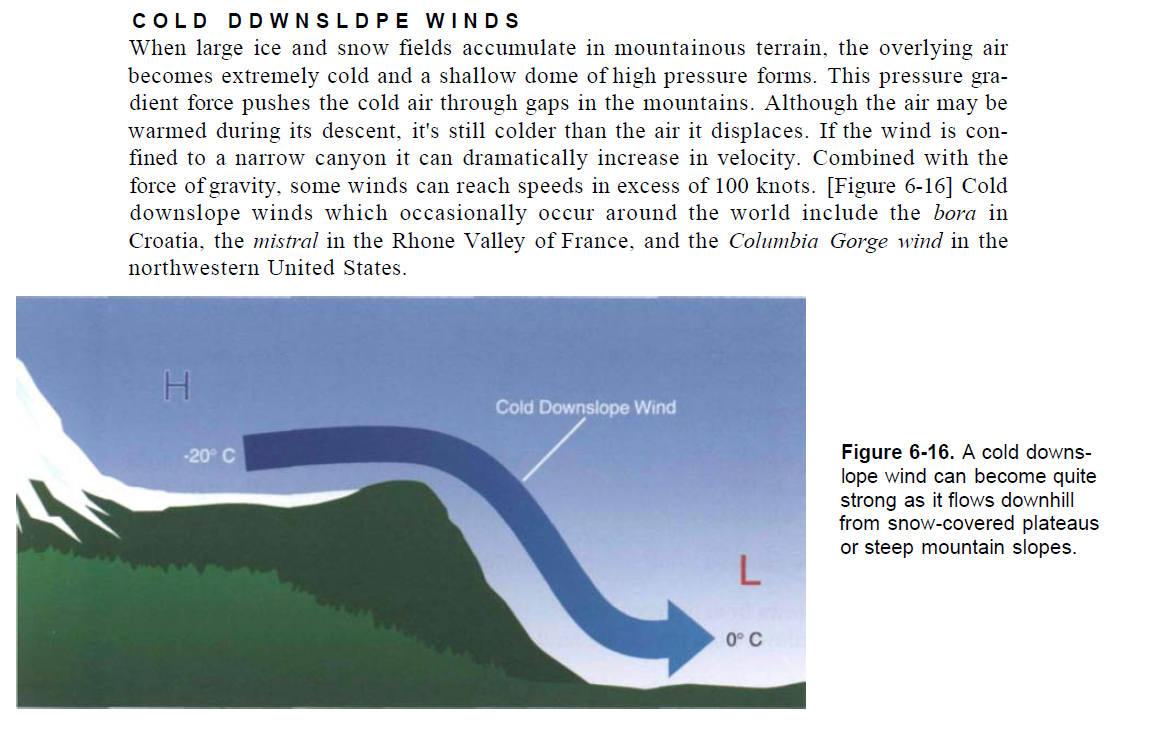 COLD DDWNSLDPE WINDS
When large ice and snow fields accumulate in mountainous terrain, the overlying air
becomes extremely cold and a shallow dome of high pressure forms. This pressure gra-
dient force pushes the cold air through gaps in the mountains. Although the air may be
warmed during its descent, it's still colder than the air it displaces. If the wind is con-
fined to a narrow canyon it can dramatically increase in velocity. Combined with the
force of gravity, some winds can reach speeds in excess of 100 knots. [Figure 6-16] Cold
downslope winds which occasionally occur around the world include the bora in
Croatia, the mistral in the Rhone Valley of France, and the Columbia Gorge wind in the
northwestern United States.
H
Cold Downslope Wind
-20° C
L
0° C
Figure 6-16. A cold downs-
lope wind can become quite
strong as it flows downhill
from snow-covered plateaus
or steep mountain slopes.